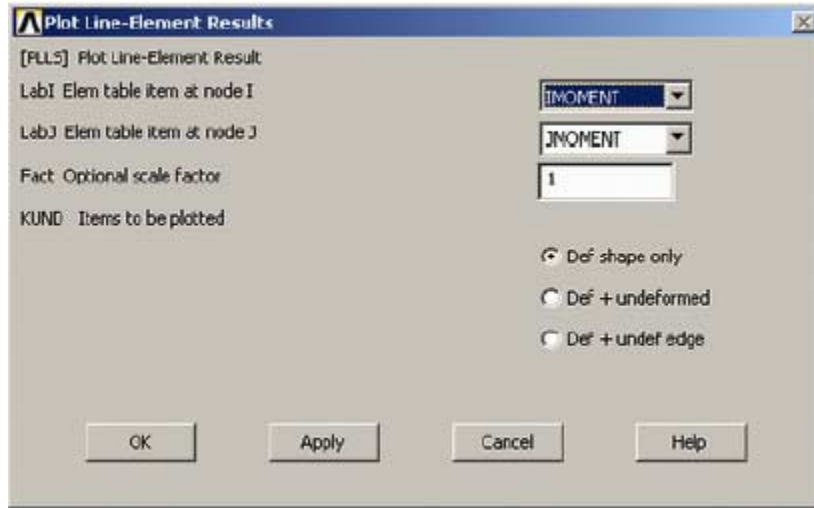 Plot Line-Element Results
[PLLS] Plot Line-Element Result
LabI Elem table item at node I
IMOMENT
LabJ Elem table item at node J
JMOMENT
Fact Optional scale factor
1
KUND Items to be plotted
Def shape only
Def + undeformed
Def + undef edge
OK Apply Cancel Help